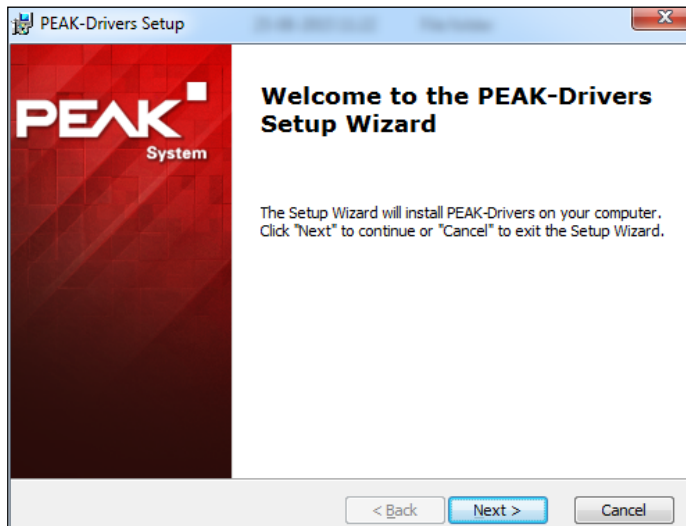 PEAK-Drivers Setup
PEAK
System
Welcome to the PEAK-Drivers
Setup Wizard
The Setup Wizard will install PEAK-Drivers on your computer.
Click "Next" to continue or "Cancel" to exit the Setup Wizard.
< Back Next > Cancel